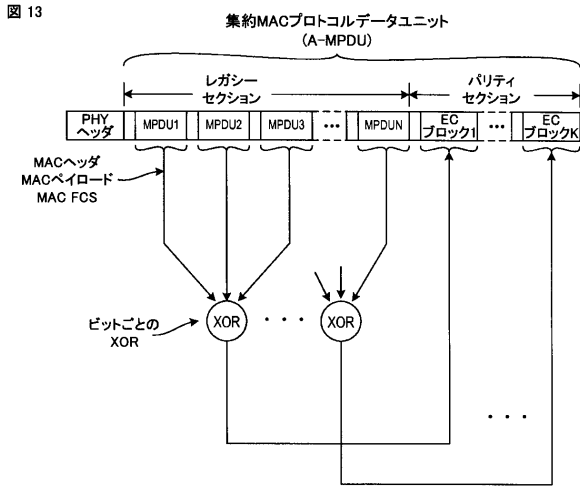 図 13
集約MACプロトコルデータユニット
(A-MPDU)
レガシー
セクション
パリティ
セクション
PHY
ヘッダ
MPDU1
MPDU2
MPDU3
•••
MPDUN
EC
ブロック1
•••
EC
ブロックK
MACヘッダ
MACペイロード
MAC FCS
ビットごとの
XOR
XOR
• • •
XOR
• • •